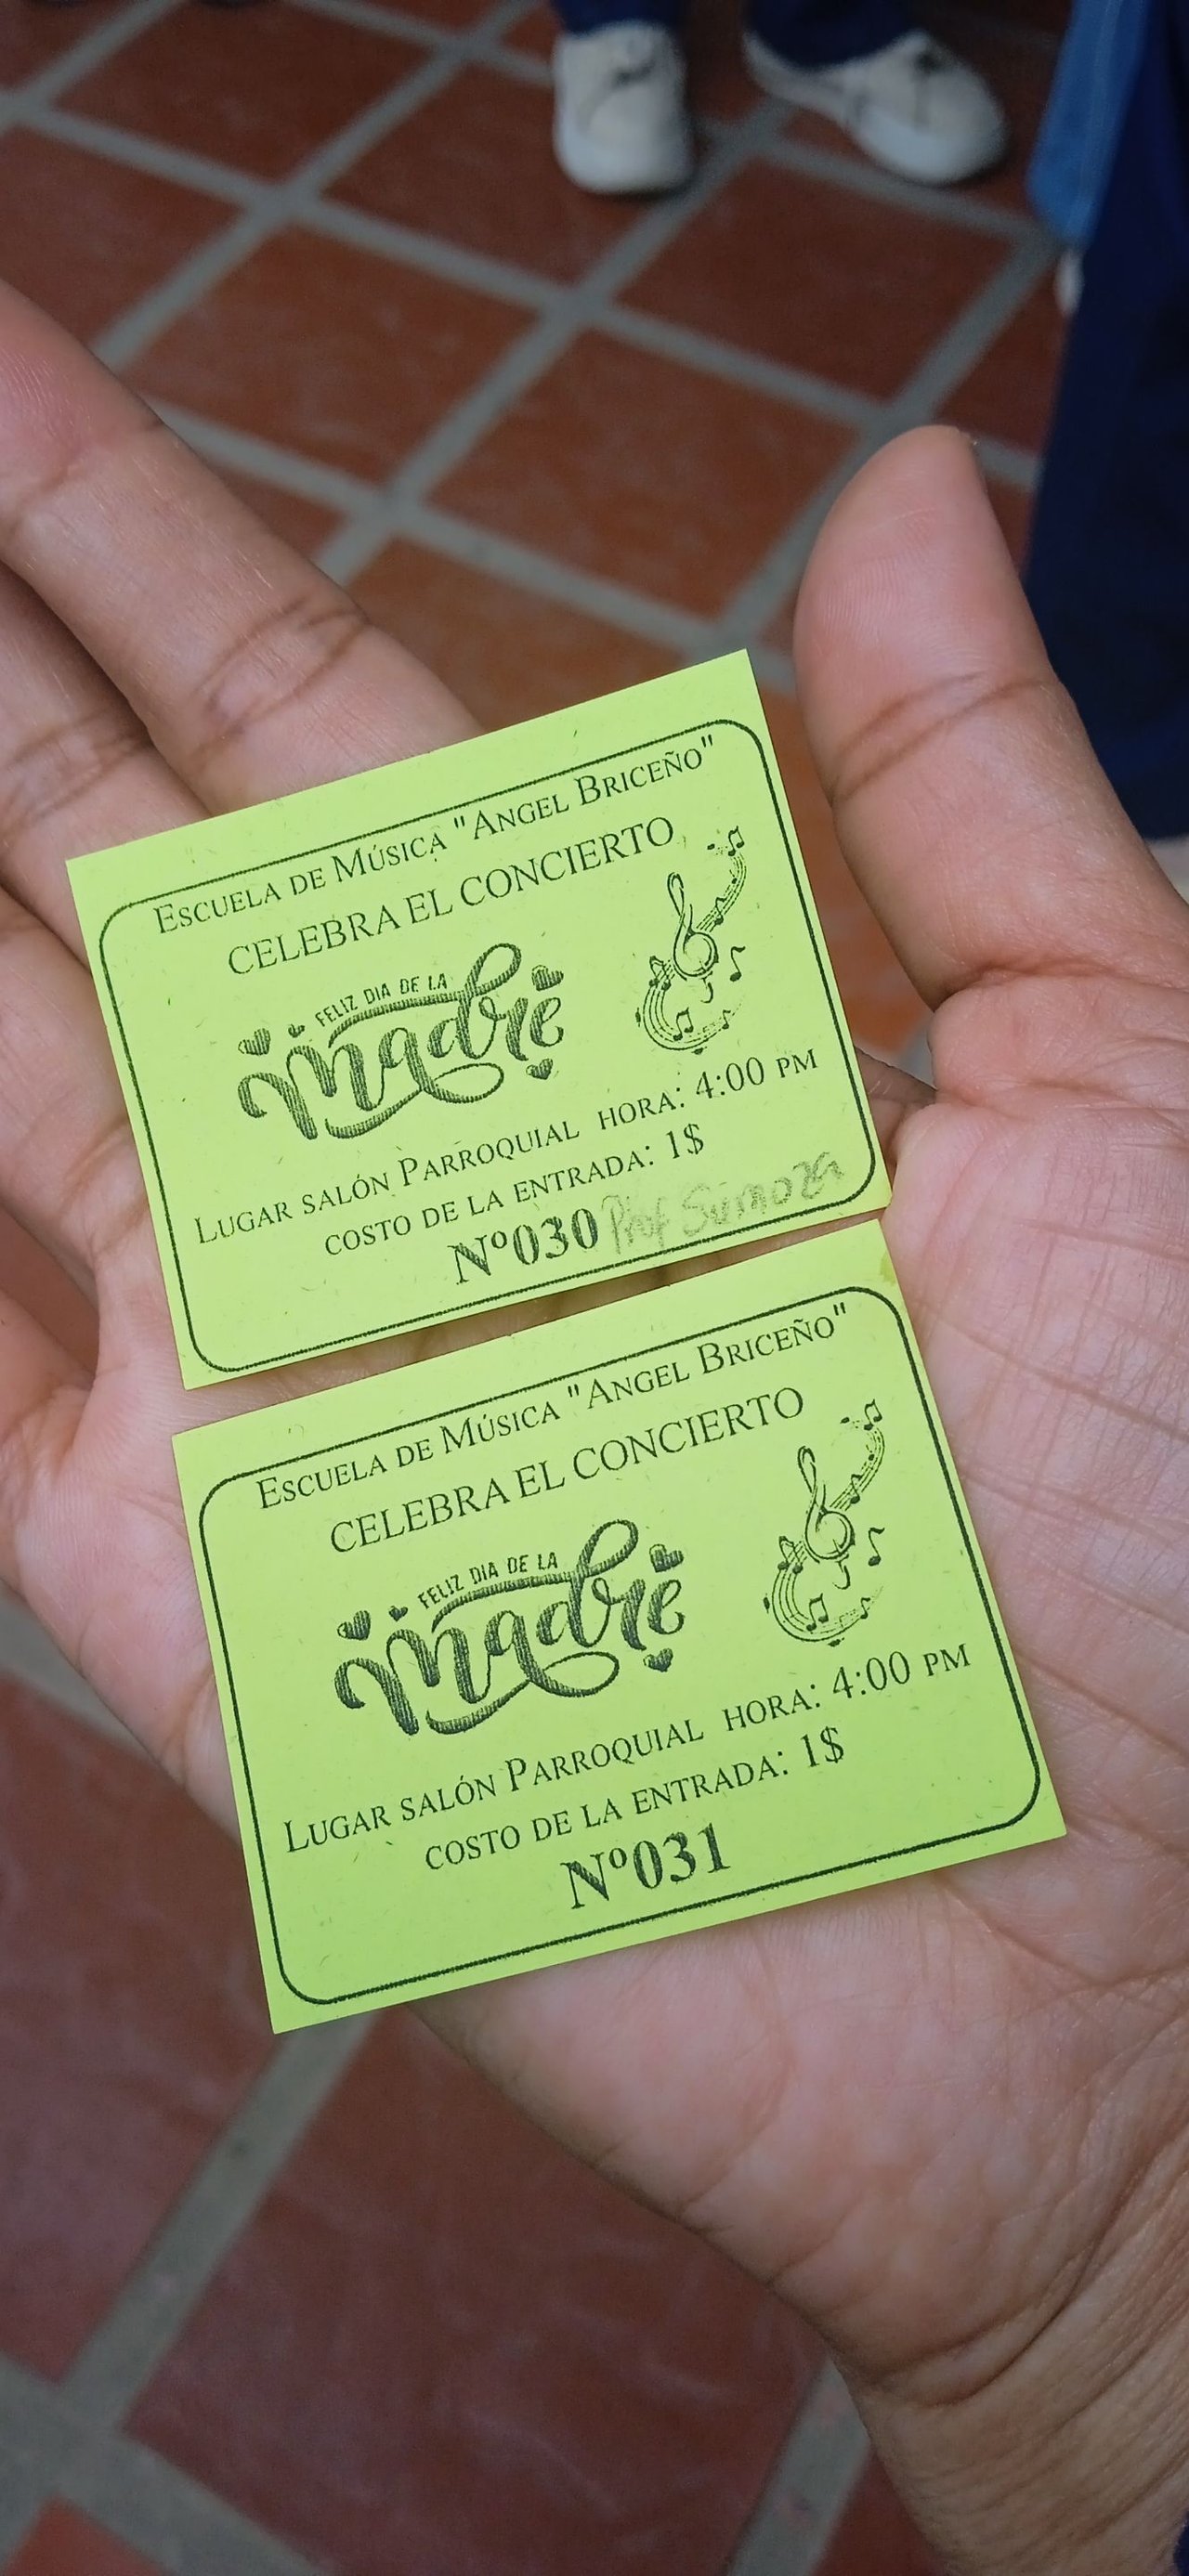 Escuela de Música "Angel Briceño"
CELEBRA EL CONCIERTO
FELIZ DIA DE LA
madre
Lugar salón Parroquial hora: 4:00 pm
costo de la entrada: 1$
Nº030 Prof Sumoza
Escuela de Música "Angel Briceño"
CELEBRA EL CONCIERTO
FELIZ DIA DE LA
madre
Lugar salón Parroquial hora: 4:00 pm
costo de la entrada: 1$
Nº031